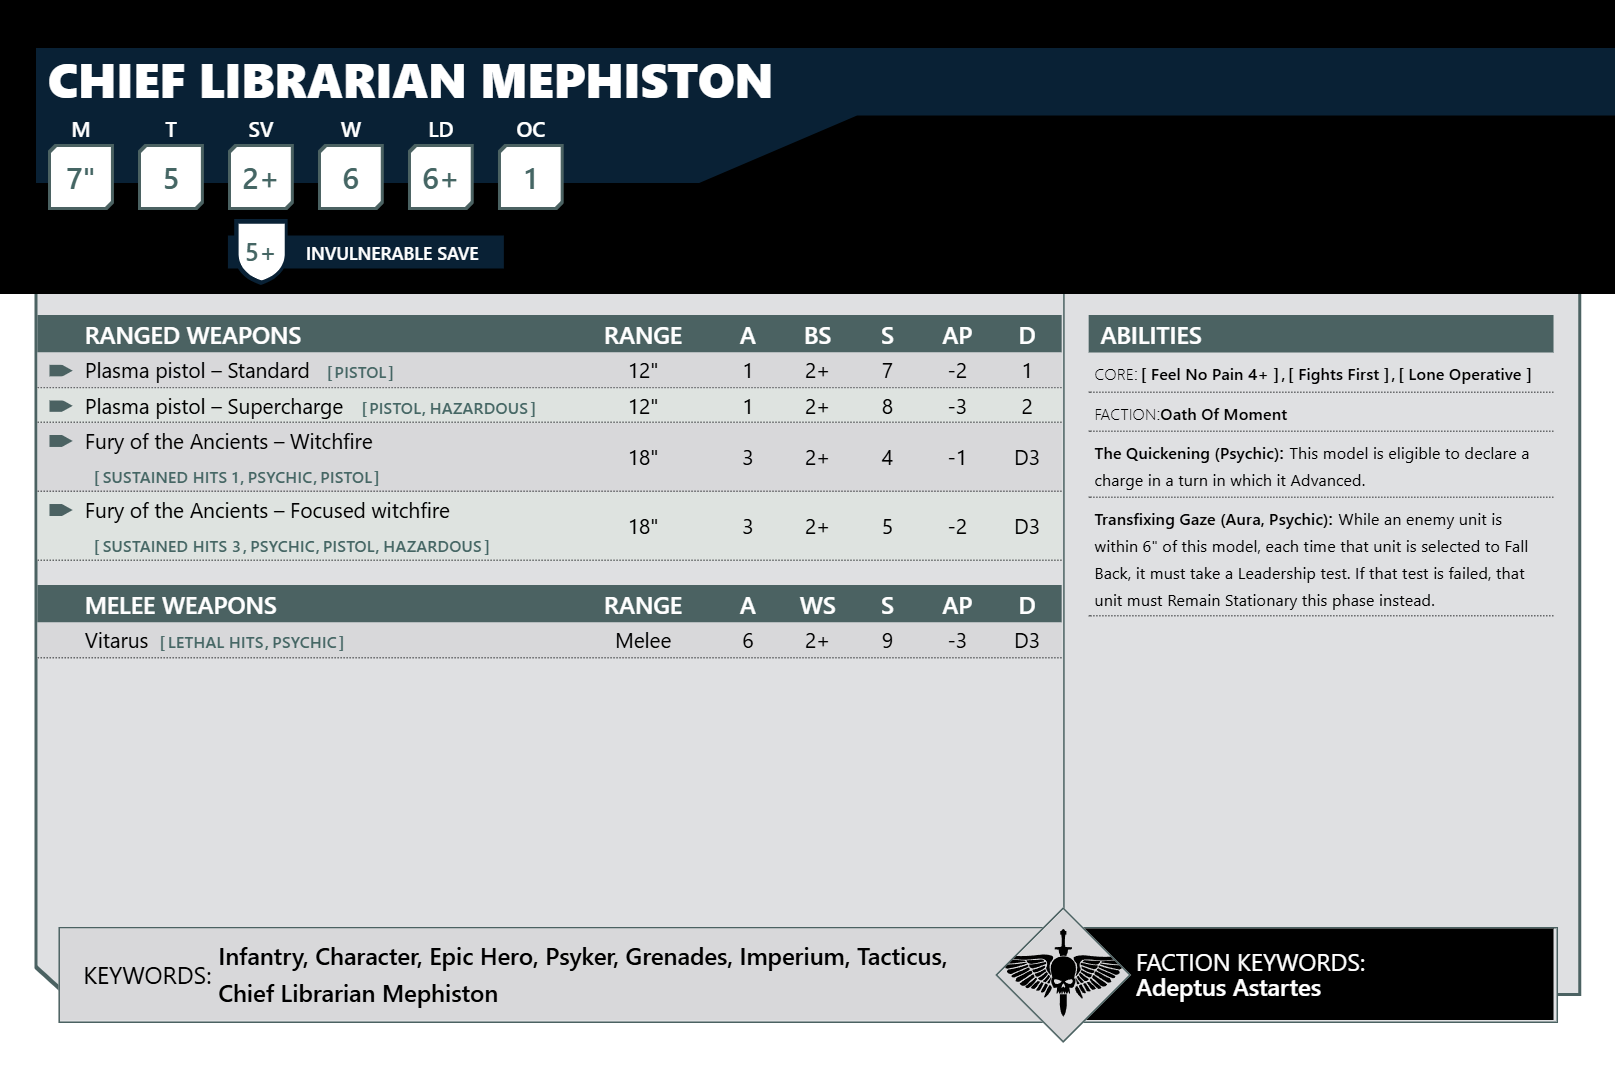 CHIEF LIBRARIAN MEPHISTON
M T SV W LD OC
7" 5 2+ 6 6+ 1
5+ INVULNERABLE SAVE
RANGED WEAPONS RANGE A BS S AP D
Plasma pistol – Standard [PISTOL] 12" 1 2+ 7 -2 1
Plasma pistol – Supercharge [PISTOL, HAZARDOUS] 12" 1 2+ 8 -3 2
Fury of the Ancients – Witchfire
18" 3 2+ 4 -1 D3
[SUSTAINED HITS 1, PSYCHIC, PISTOL]
Fury of the Ancients – Focused witchfire
18" 3 2+ 5 -2 D3
[SUSTAINED HITS 3, PSYCHIC, PISTOL, HAZARDOUS]
MELEE WEAPONS RANGE A WS S AP D
Vitarus [LETHAL HITS, PSYCHIC] Melee 6 2+ 9 -3 D3
ABILITIES
CORE: [ Feel No Pain 4+ ], [ Fights First ], [ Lone Operative ]
FACTION:Oath Of Moment
The Quickening (Psychic): This model is eligible to declare a
charge in a turn in which it Advanced.
Transfixing Gaze (Aura, Psychic): While an enemy unit is
within 6" of this model, each time that unit is selected to Fall
Back, it must take a Leadership test. If that test is failed, that
unit must Remain Stationary this phase instead.
KEYWORDS: Infantry, Character, Epic Hero, Psyker, Grenades, Imperium, Tacticus,
Chief Librarian Mephiston
FACTION KEYWORDS:
Adeptus Astartes